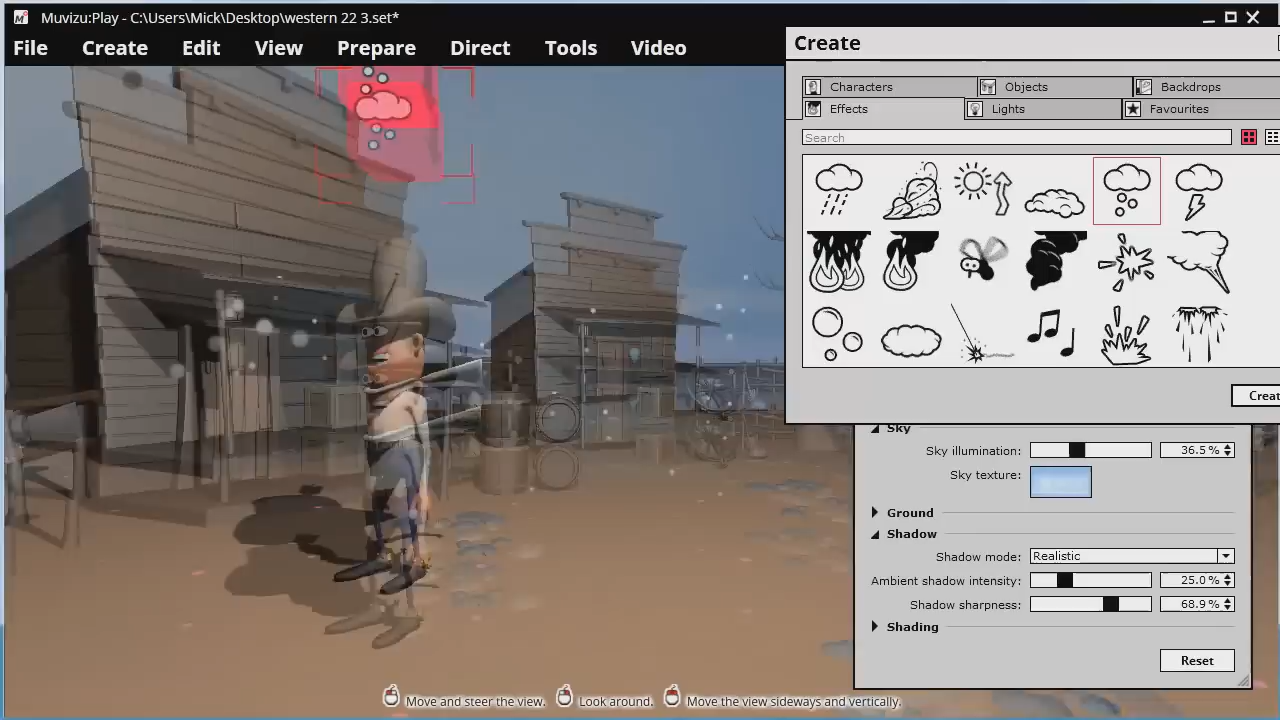 Muvizu:Play - C:\Users\Mick\Desktop\western 22 3.set*
File Create Edit View Prepare Direct Tools Video
Create
Characters Objects Backdrops
Effects Lights Favourites
Search
Creat
Sky
Sky illumination: 36.5 %
Sky texture:
Ground
Shadow
Shadow mode: Realistic
Ambient shadow intensity: 25.0 %
Shadow sharpness: 68.9 %
Shading
Reset
Move and steer the view. Look around. Move the view sideways and vertically.